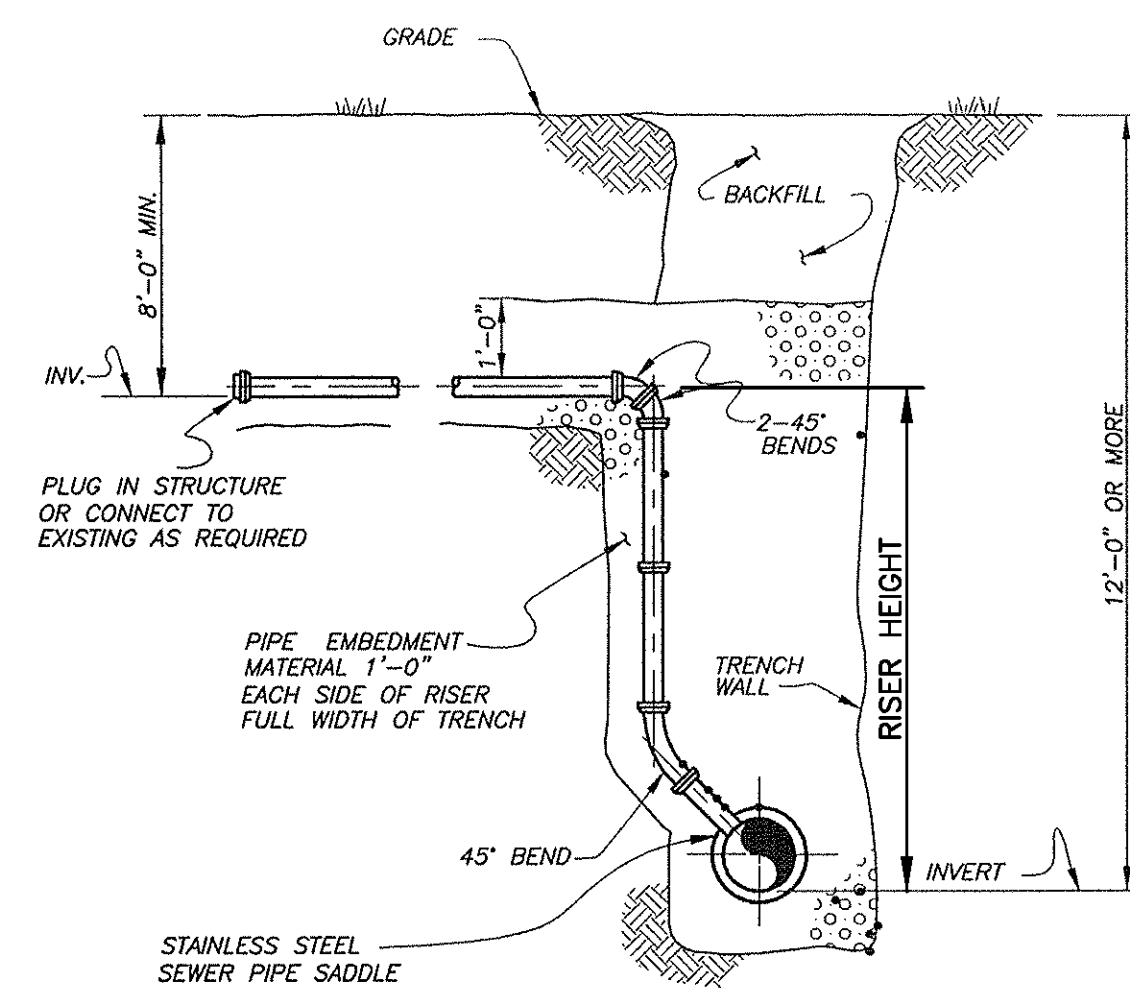 GRADE
8'-0" MIN.
BACKFILL
1'-0"
INV.
2-45° BENDS
PLUG IN STRUCTURE
OR CONNECT TO
EXISTING AS REQUIRED
12'-0" OR MORE
RISER HEIGHT
PIPE EMBEDMENT
MATERIAL 1'-0"
EACH SIDE OF RISER
FULL WIDTH OF TRENCH
TRENCH
WALL
45° BEND
INVERT
STAINLESS STEEL
SEWER PIPE SADDLE